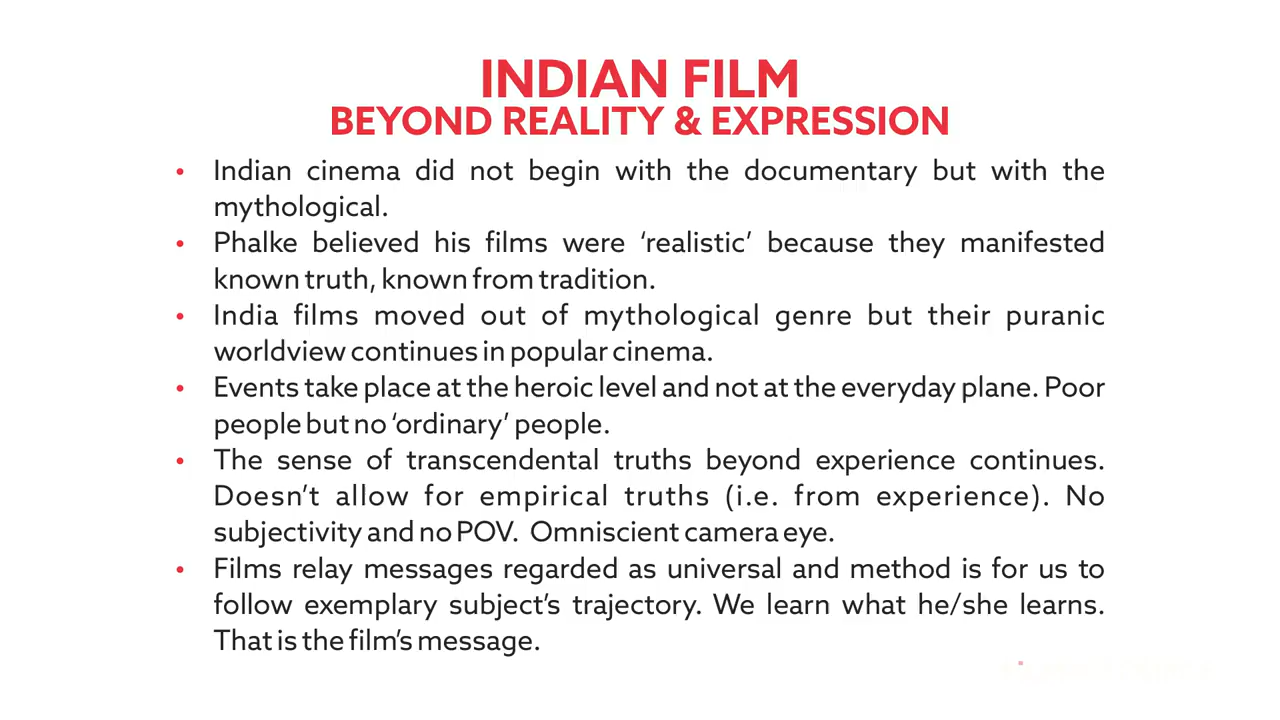 INDIAN FILM
BEYOND REALITY & EXPRESSION
• Indian cinema did not begin with the documentary but with the
mythological.
• Phalke believed his films were ‘realistic’ because they manifested
known truth, known from tradition.
• India films moved out of mythological genre but their puranic
worldview continues in popular cinema.
• Events take place at the heroic level and not at the everyday plane. Poor
people but no ‘ordinary’ people.
• The sense of transcendental truths beyond experience continues.
Doesn’t allow for empirical truths (i.e. from experience). No
subjectivity and no POV. Omniscient camera eye.
• Films relay messages regarded as universal and method is for us to
follow exemplary subject’s trajectory. We learn what he/she learns.
That is the film’s message.